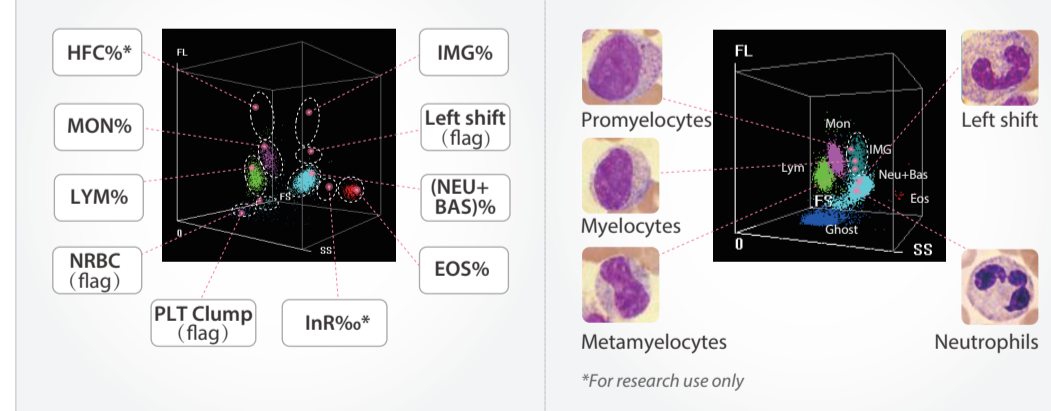 HFC%*
MON%
LYM%
NRBC
(flag)
PLT Clump
(flag)
InR‰*
IMG%
Left shift
(flag)
(NEU+
BAS)%
EOS%
FL
FS
0
SS
Promyelocytes
Myelocytes
Metamyelocytes
FL
Mon
IMG
Lym
Neu+Bas
FS
Eos
Ghost
0
SS
Left shift
Neutrophils
*For research use only